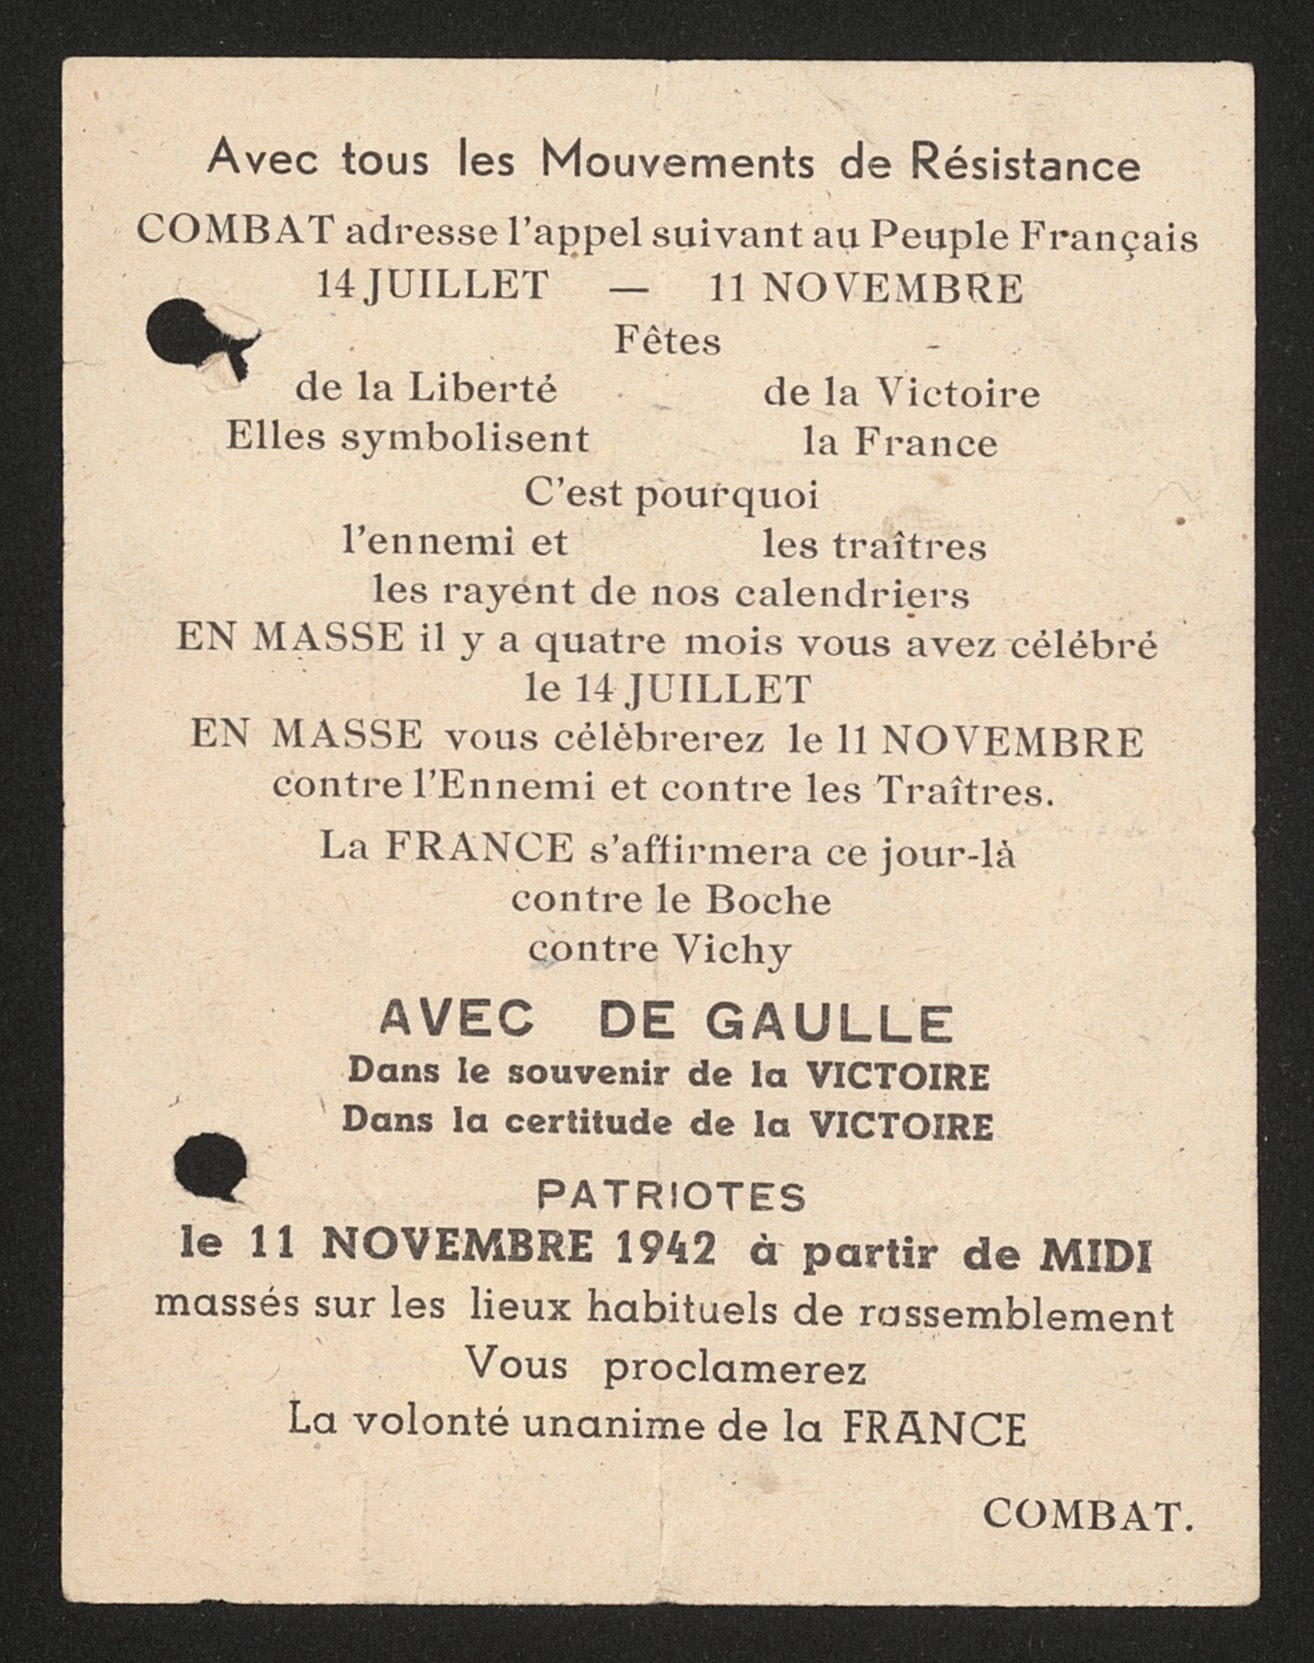 Avec tous les Mouvements de Résistance
COMBAT adresse l'appel suivant au Peuple Français
14 JUILLET — 11 NOVEMBRE
Fêtes
de la Liberté de la Victoire
Elles symbolisent la France
C'est pourquoi
l'ennemi et les traîtres
les rayent de nos calendriers
EN MASSE il y a quatre mois vous avez célébré
le 14 JUILLET
EN MASSE vous célèbrerez le 11 NOVEMBRE
contre l'Ennemi et contre les Traîtres.
La FRANCE s'affirmera ce jour-là
contre le Boche
contre Vichy
AVEC DE GAULLE
Dans le souvenir de la VICTOIRE
Dans la certitude de la VICTOIRE
PATRIOTES
le 11 NOVEMBRE 1942 à partir de MIDI
massés sur les lieux habituels de rassemblement
Vous proclamerez
La volonté unanime de la FRANCE
COMBAT.